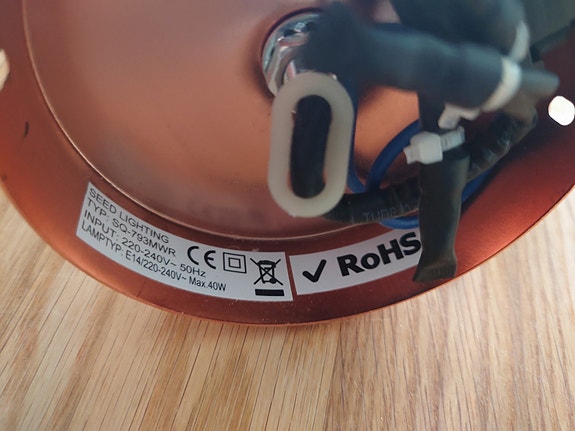 SEED LIGHTING
TYP: SQ-793MWR
INPUT: 220-240V~ 50Hz
LAMPTYP.: E14/220-240V~ Max.40W
CE
✓ RoHS